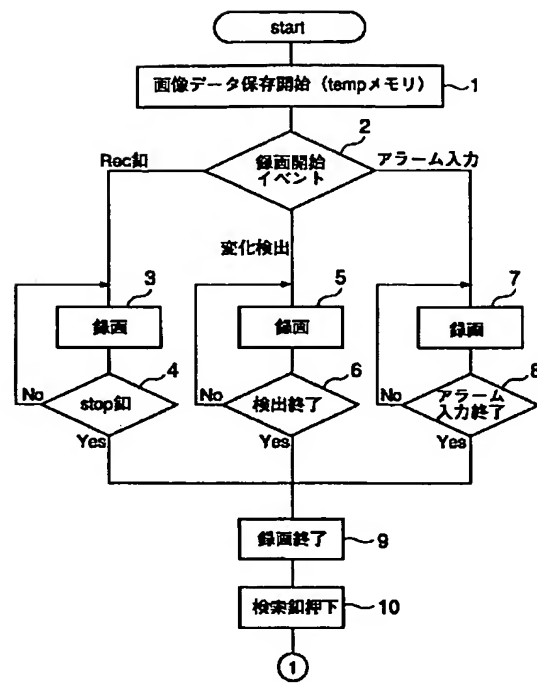 start
画像データ保存開始（tempメモリ）
1
2
Rec釦
録画開始
イベント
アラーム入力
変化検出
3
録画
5
録画
7
録画
4
No
stop釦
Yes
6
No
検出終了
Yes
8
No
アラーム
入力終了
Yes
録画終了
9
検索釦押下
10
1